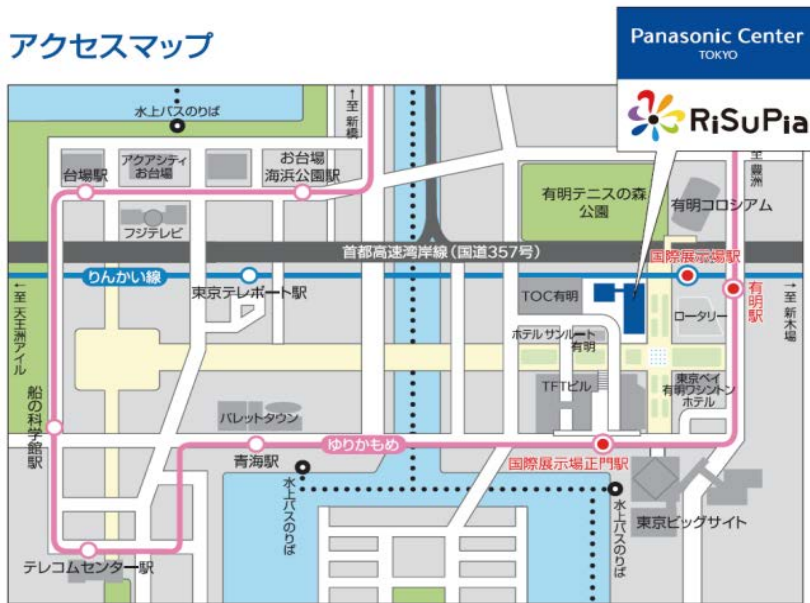 アクセスマップ
Panasonic Center
TOKYO
RiSuPia
水上バスのりば
↑至 新橋
台場駅
アクアシティ
お台場
お台場
海浜公園駅
有明テニスの森
公園
至 豊洲
有明コロシアム
フジテレビ
首都高速湾岸線(国道357号)
国際展示場駅
りんかい線
東京テレポート駅
TOC有明
有明駅
ロータリー
←至 天王洲アイル
→至 新木場
ホテル サンルート
有明
TFTビル
東京ベイ
有明ワシントン
ホテル
船の科学館駅
パレットタウン
ゆりかもめ
青海駅
国際展示場正門駅
水上バスのりば
水上バスのりば
東京ビッグサイト
テレコムセンター駅